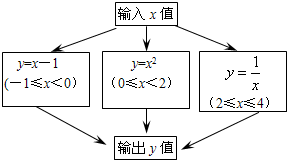 输入 x 值
y=x－1
(－1≤x＜0)
y=x²
(0≤x＜2)
y = 1/x
(2≤x≤4)
输出 y 值